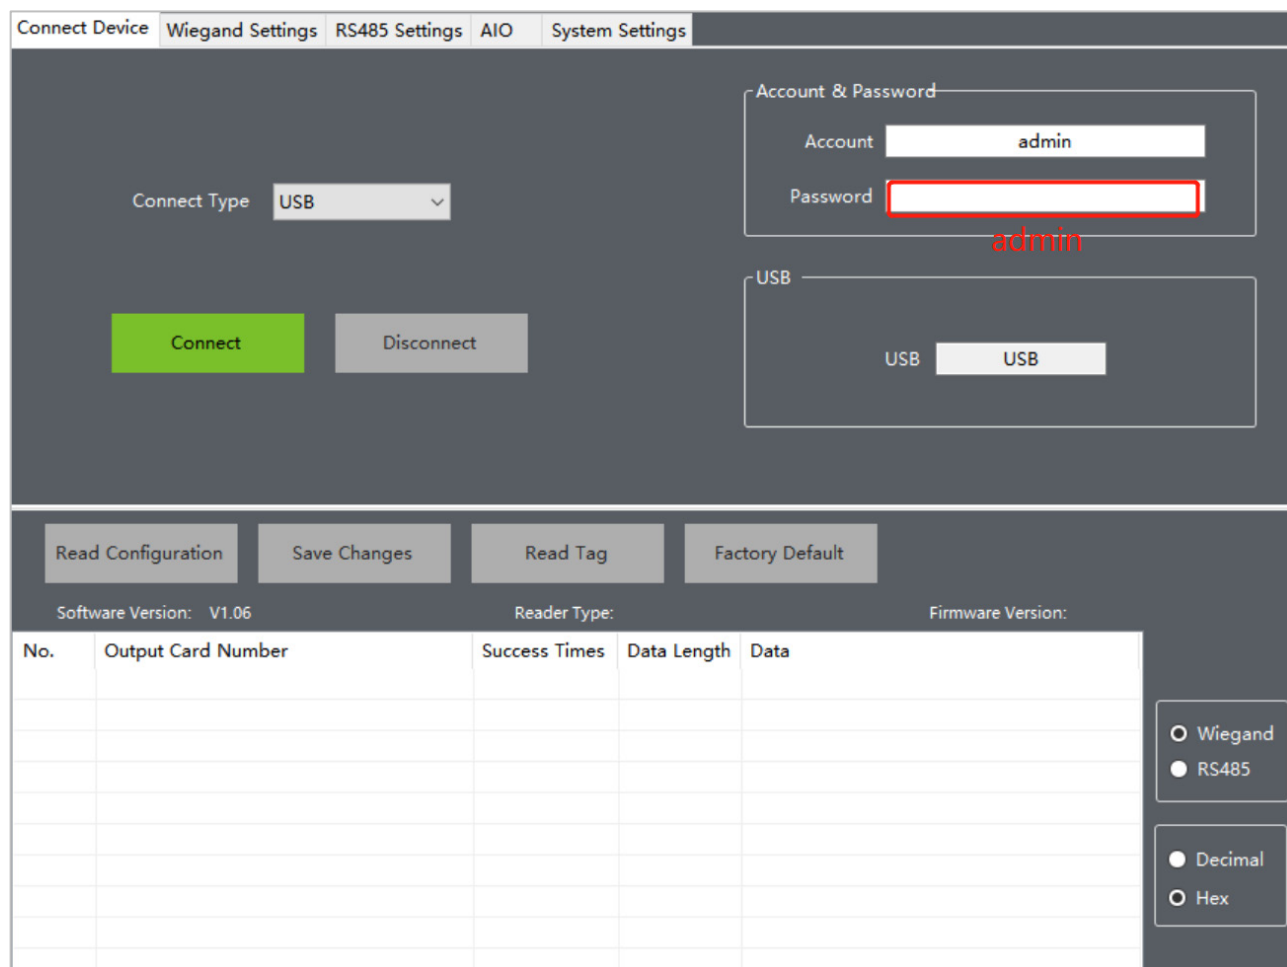 Connect Device Wiegand Settings RS485 Settings AIO System Settings
Account & Password
Account admin
Connect Type USB
Password
admin
USB
Connect Disconnect
USB USB
Read Configuration Save Changes Read Tag Factory Default
Software Version: V1.06 Reader Type: Firmware Version:
No. Output Card Number Success Times Data Length Data
Wiegand
RS485
Decimal
Hex